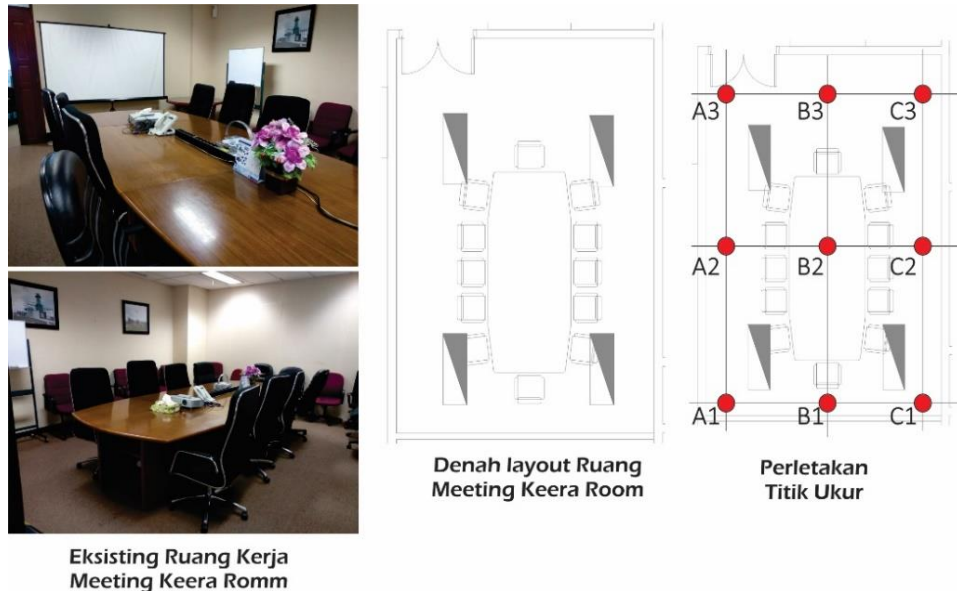 A3
B3
C3
A2
B2
C2
A1
B1
C1
Denah layout Ruang
Meeting Keera Room
Perletakan
Titik Ukur
Eksisting Ruang Kerja
Meeting Keera Romm